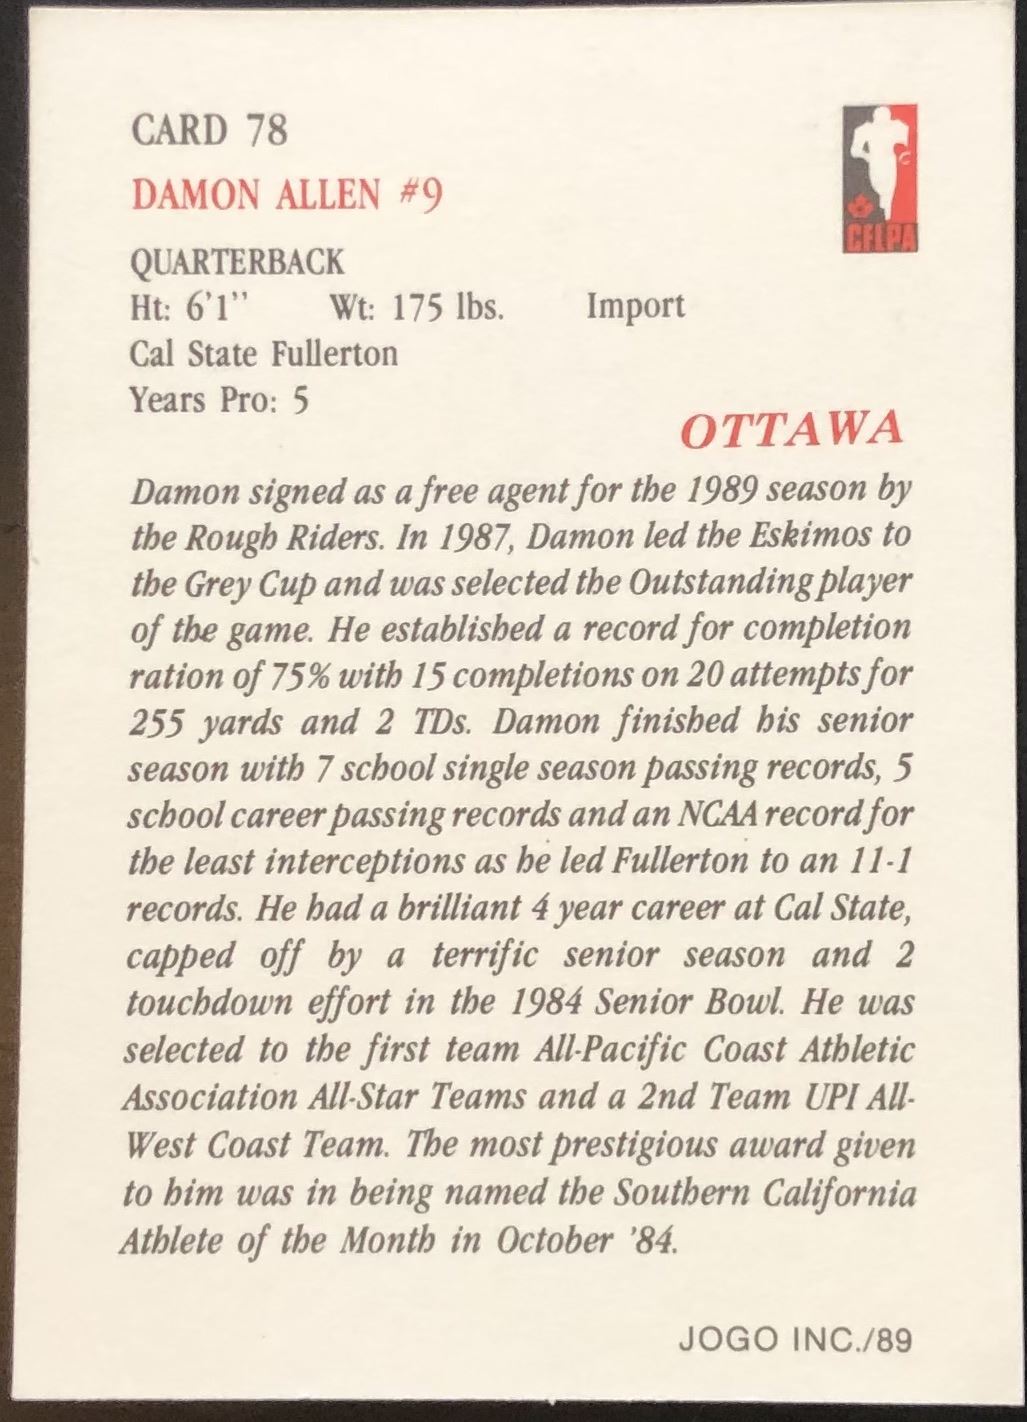 CARD 78
DAMON ALLEN #9
CFLPA
QUARTERBACK
Ht: 6'1" Wt: 175 lbs. Import
Cal State Fullerton
Years Pro: 5
OTTAWA
Damon signed as a free agent for the 1989 season by
the Rough Riders. In 1987, Damon led the Eskimos to
the Grey Cup and was selected the Outstanding player
of the game. He established a record for completion
ration of 75% with 15 completions on 20 attempts for
255 yards and 2 TDs. Damon finished his senior
season with 7 school single season passing records, 5
school career passing records and an NCAA record for
the least interceptions as he led Fullerton to an 11-1
records. He had a brilliant 4 year career at Cal State,
capped off by a terrific senior season and 2
touchdown effort in the 1984 Senior Bowl. He was
selected to the first team All-Pacific Coast Athletic
Association All-Star Teams and a 2nd Team UPI All-
West Coast Team. The most prestigious award given
to him was in being named the Southern California
Athlete of the Month in October '84.
JOGO INC./89